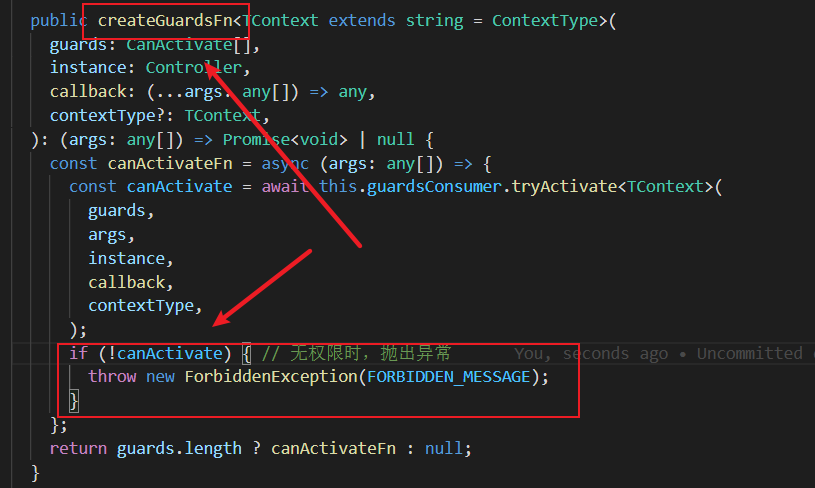 public createGuardsFn<TContext extends string = ContextType>(
guards: CanActivate[],
instance: Controller,
callback: (...args: any[]) => any,
contextType?: TContext,
): (args: any[]) => Promise<void> | null {
const canActivateFn = async (args: any[]) => {
const canActivate = await this.guardsConsumer.tryActivate<TContext>(
guards,
args,
instance,
callback,
contextType,
);
if (!canActivate) { // 无权限时，抛出异常 You, seconds ago • Uncommitted
throw new ForbiddenException(FORBIDDEN_MESSAGE);
}
};
return guards.length ? canActivateFn : null;
}